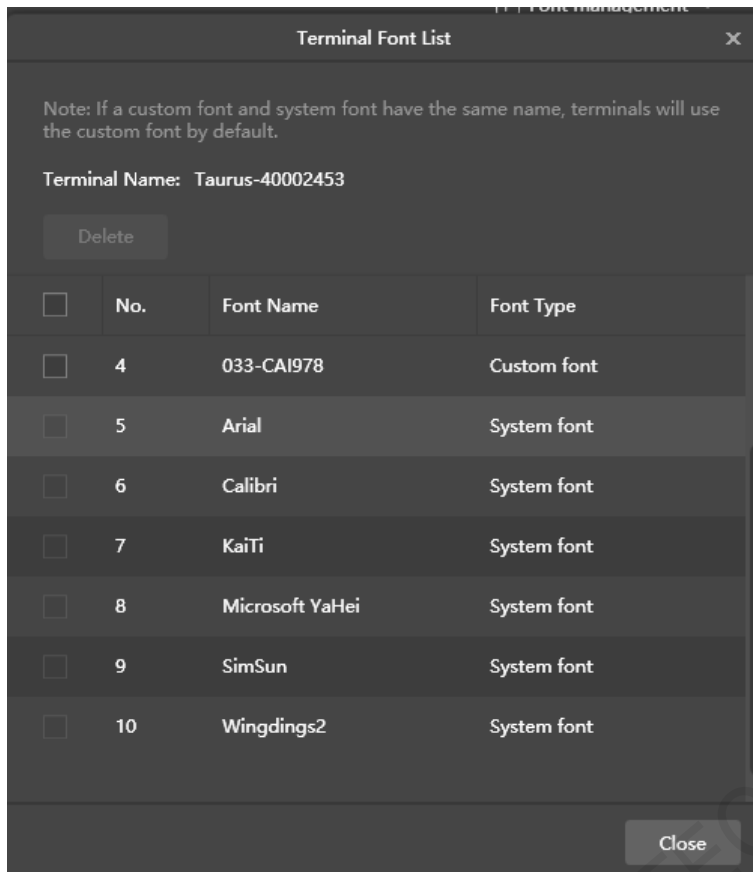 Font management
Terminal Font List
Note: If a custom font and system font have the same name, terminals will use
the custom font by default.
Terminal Name: Taurus-40002453
Delete
No. Font Name Font Type
4 033-CAI978 Custom font
5 Arial System font
6 Calibri System font
7 KaiTi System font
8 Microsoft YaHei System font
9 SimSun System font
10 Wingdings2 System font
Close